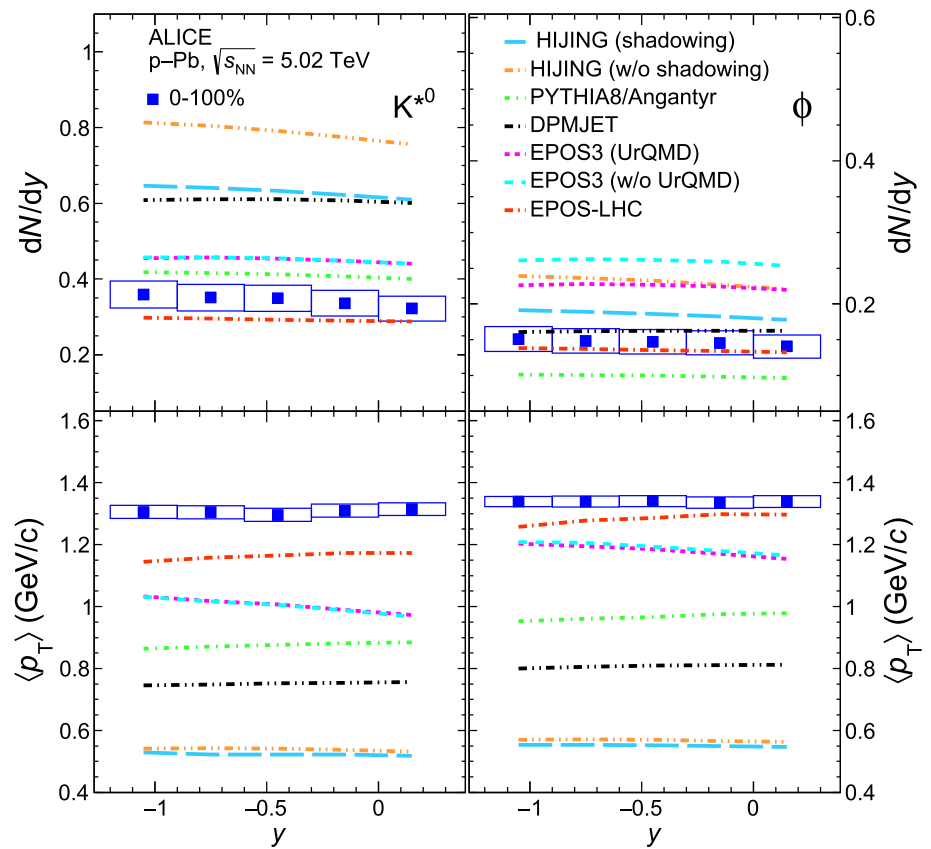 ALICE
p–Pb, √sNN = 5.02 TeV
0-100%
K*0
HIJING (shadowing)
HIJING (w/o shadowing)
PYTHIA8/Angantyr
DPMJET
EPOS3 (UrQMD)
EPOS3 (w/o UrQMD)
EPOS-LHC
ϕ
dN/dy
1
0.8
0.6
0.4
0.2
dN/dy
0.6
0.4
0.2
⟨pT⟩ (GeV/c)
1.6
1.4
1.2
1
0.8
0.6
0.4
⟨pT⟩ (GeV/c)
1.6
1.4
1.2
1
0.8
0.6
0.4
−1
−0.5
0
−1
−0.5
0
y
y